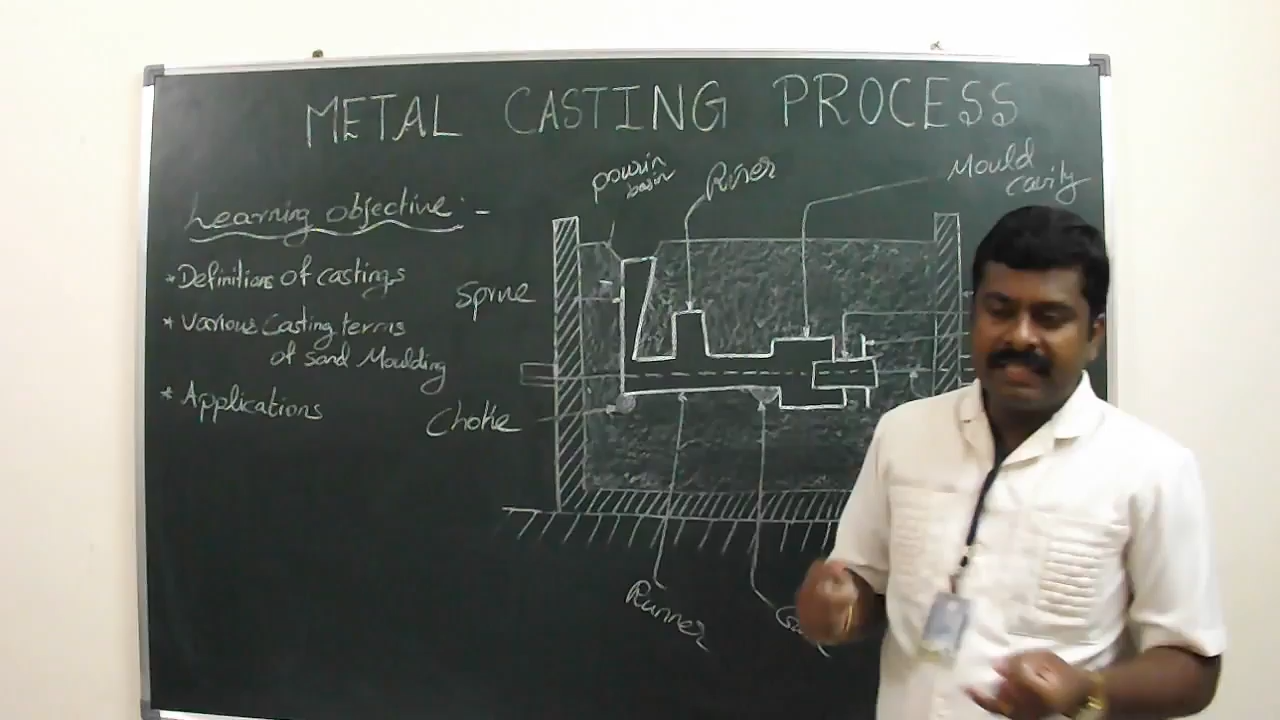 METAL CASTING PROCESS
Learning objective :-
* Definitions of castings
* Various Casting terms
of Sand Moulding
* Applications
pourin
basin
Riser
Mould
cavity
Sprue
Choke
Runner